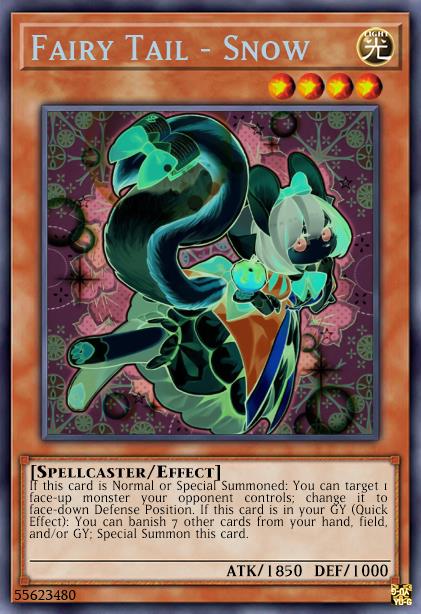 FAIRY TAIL - SNOW
LIGHT
光
[SPELLCASTER/EFFECT]
If this card is Normal or Special Summoned: You can target 1
face-up monster your opponent controls; change it to
face-down Defense Position. If this card is in your GY (Quick
Effect): You can banish 7 other cards from your hand, field,
and/or GY; Special Summon this card.
ATK/1850 DEF/1000
55623480